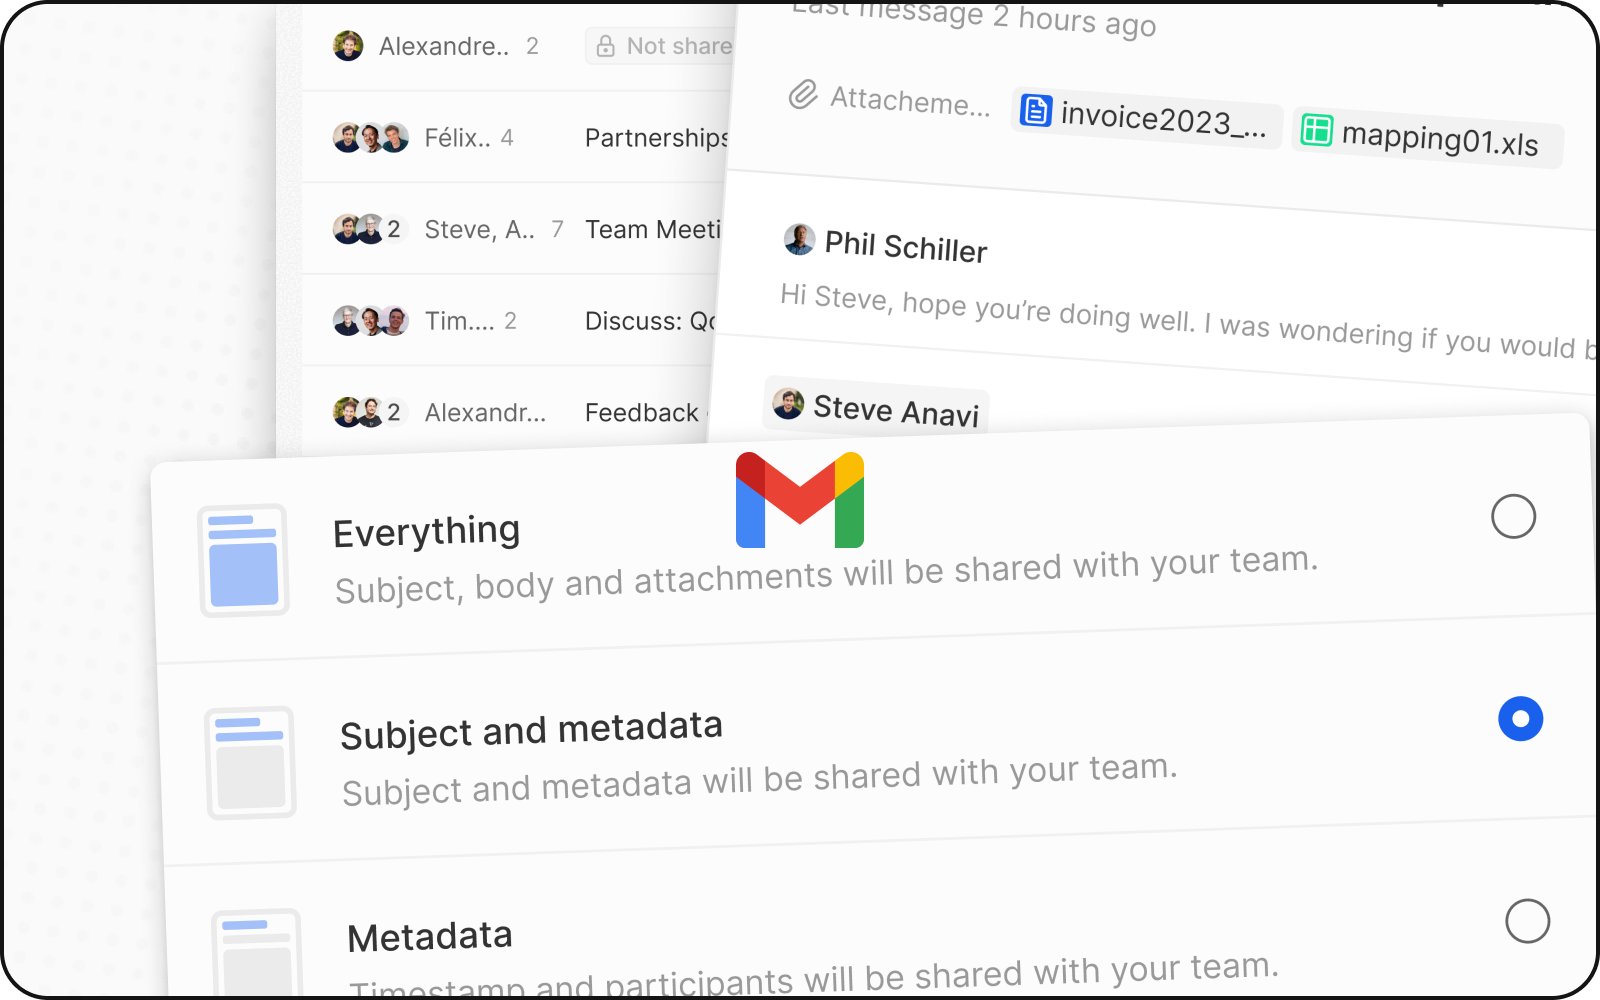 Alexandre.. 2
Not share
Félix.. 4
Partnerships
2 Steve, A.. 7
Team Meeti
Tim.... 2
Discuss: Qo
2 Alexandr...
Feedback
Last message 2 hours ago
Attacheme...
invoice2023_...
mapping01.xls
Phil Schiller
Hi Steve, hope you’re doing well. I was wondering if you would b
Steve Anavi
Everything
Subject, body and attachments will be shared with your team.
Subject and metadata
Subject and metadata will be shared with your team.
Metadata
Timestamp and participants will be shared with your team.